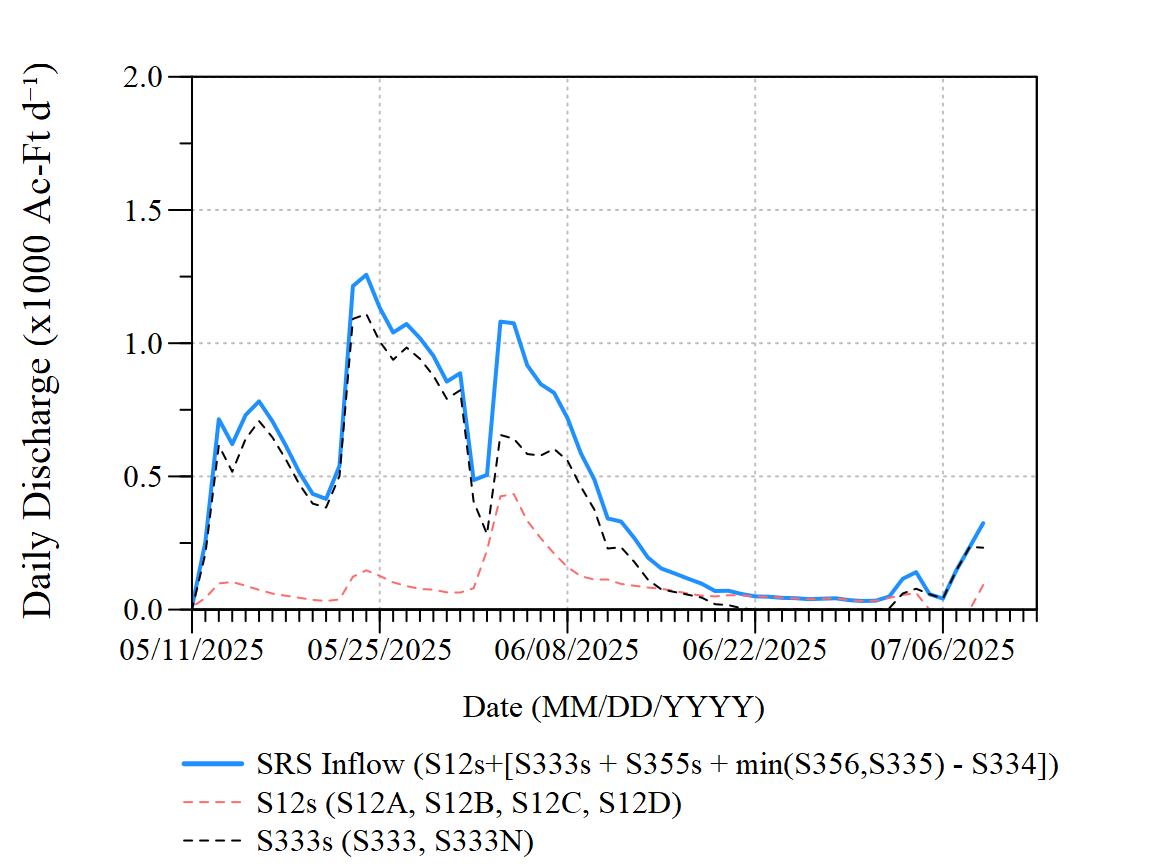 Daily Discharge (x1000 Ac-Ft d⁻¹)
2.0
1.5
1.0
0.5
0.0
05/11/2025 05/25/2025 06/08/2025 06/22/2025 07/06/2025
Date (MM/DD/YYYY)
SRS Inflow (S12s+[S333s + S355s + min(S356,S335) - S334])
S12s (S12A, S12B, S12C, S12D)
S333s (S333, S333N)